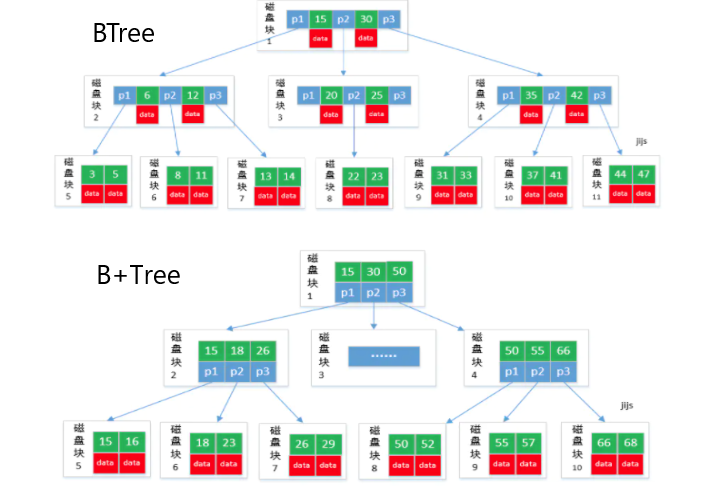 BTree
磁盘块1
p1 15 p2 30 p3
data data
磁盘块2
p1 6 p2 12 p3
data data
磁盘块3
p1 20 p2 25 p3
data data
磁盘块4
p1 35 p2 42 p3
data data
jijs
磁盘块5
3 5
data data
磁盘块6
8 11
data data
磁盘块7
13 14
data data
磁盘块8
22 23
data data
磁盘块9
31 33
data data
磁盘块10
37 41
data data
磁盘块11
44 47
data data
B+Tree
磁盘块1
15 30 50
p1 p2 p3
磁盘块2
15 18 26
p1 p2 p3
磁盘块3
······
磁盘块4
50 55 66
p1 p2 p3
jijs
磁盘块5
15 16
data data
磁盘块6
18 23
data data
磁盘块7
26 29
data data
磁盘块8
50 52
data data
磁盘块9
55 57
data data
磁盘块10
66 68
data data